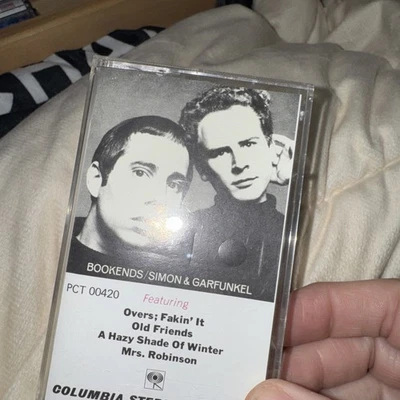 BOOKENDS/SIMON & GARFUNKEL
PCT 00420
Featuring
Overs; Fakin' It
Old Friends
A Hazy Shade Of Winter
Mrs. Robinson
COLUMBIA